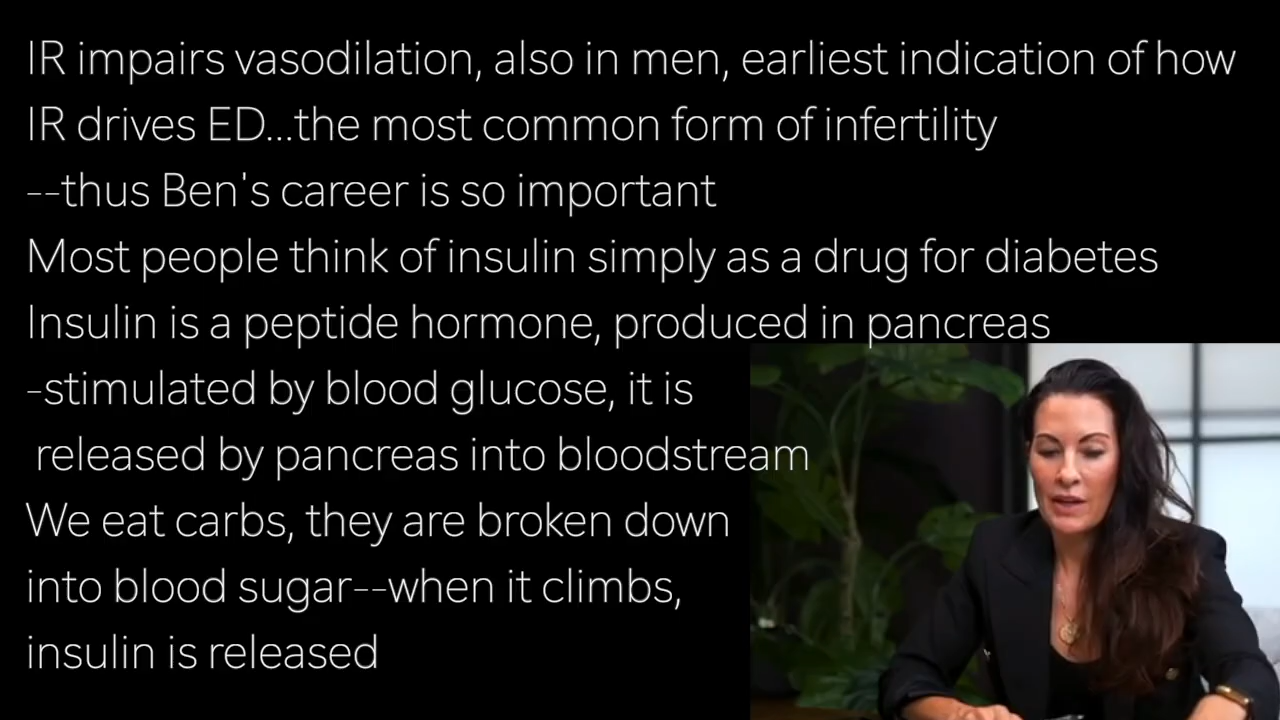 IR impairs vasodilation, also in men, earliest indication of how
IR drives ED...the most common form of infertility
--thus Ben's career is so important
Most people think of insulin simply as a drug for diabetes
Insulin is a peptide hormone, produced in pancreas
-stimulated by blood glucose, it is
released by pancreas into bloodstream
We eat carbs, they are broken down
into blood sugar--when it climbs,
insulin is released